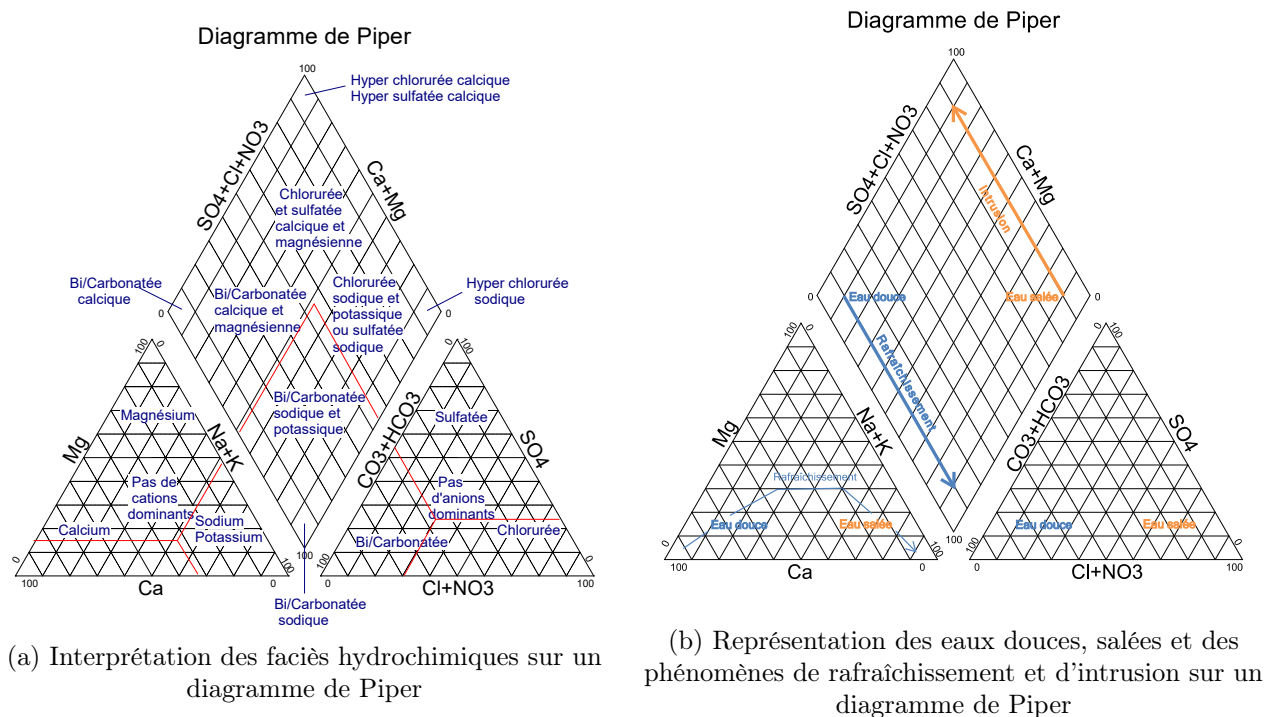 Diagramme de Piper
100
Hyper chlorurée calcique
Hyper sulfatée calcique
SO4+Cl+NO3
Ca+Mg
Chlorurée
et sulfatée
calcique et
magnésienne
Bi/Carbonatée
calcique
Bi/Carbonatée
calcique et
magnésienne
Chlorurée
sodique et
potassique
ou sulfatée
sodique
Hyper chlorurée
sodique
0
0
100
0
0
100
Bi/Carbonatée
sodique et
potassique
Magnésium
Sulfatée
Mg
Na+K
CO3+HCO3
SO4
Pas de
cations
dominants
Pas
d'anions
dominants
Calcium
Sodium
Potassium
Bi/Carbonatée
Chlorurée
100
0
100
100
0
100
0
100
0
Ca
Cl+NO3
Bi/Carbonatée
sodique
(a) Interprétation des faciès hydrochimiques sur un
diagramme de Piper
Diagramme de Piper
100
SO4+Cl+NO3
Ca+Mg
Intrusion
0
Eau douce
Eau salée
0
Rafraîchissement
100
0
0
100
Mg
Na+K
CO3+HCO3
SO4
Rafraîchissement
Eau douce
Eau salée
Eau douce
Eau salée
0
100
100
100
0
100
0
0
100
Ca
Cl+NO3
(b) Représentation des eaux douces, salées et des
phénomènes de rafraîchissement et d'intrusion sur un
diagramme de Piper